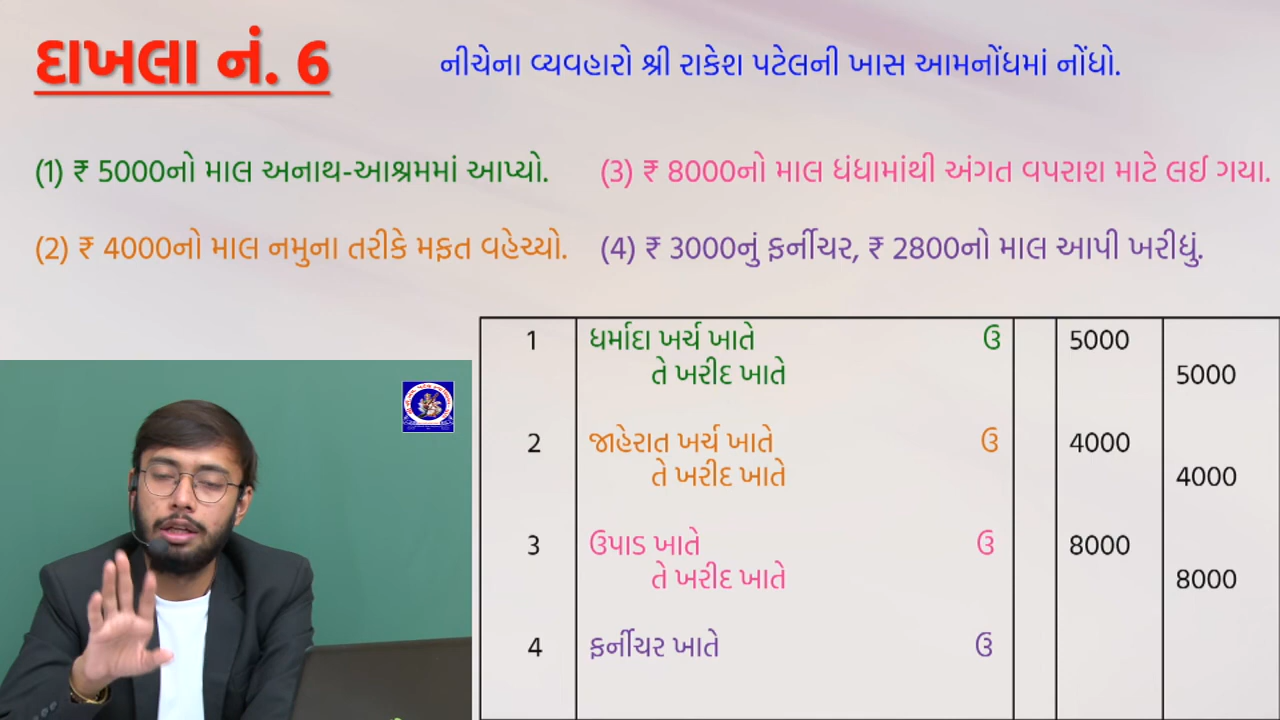 દાખલા નં. 6
નીચેના વ્યવહારો શ્રી રાકેશ પટેલની ખાસ આમનોંધમાં નોંધો.
(1) ₹ 5000નો માલ અનાથ-આશ્રમમાં આપ્યો.
(2) ₹ 4000નો માલ નમુના તરીકે મફત વહેચ્યો.
(3) ₹ 8000નો માલ ધંધામાંથી અંગત વપરાશ માટે લઈ ગયા.
(4) ₹ 3000નું ફર્નીચર, ₹ 2800નો માલ આપી ખરીધું.
1 ધર્માદા ખર્ચ ખાતે ઉ 5000
તે ખરીદ ખાતે 5000
2 જાહેરાત ખર્ચ ખાતે ઉ 4000
તે ખરીદ ખાતે 4000
3 ઉપાડ ખાતે ઉ 8000
તે ખરીદ ખાતે 8000
4 ફર્નીચર ખાતે ઉ